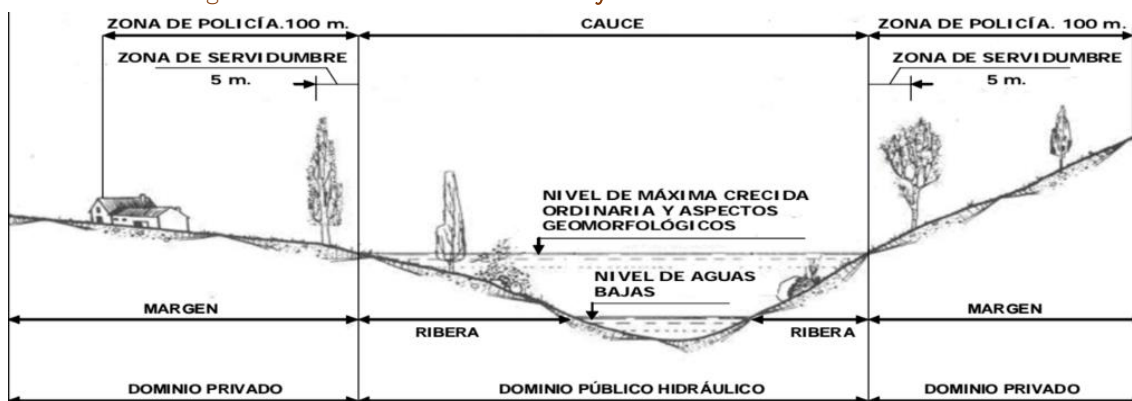 ZONA DE POLICÍA.100 m.
CAUCE
ZONA DE POLICÍA. 100 m.
ZONA DE SERVIDUMBRE
5 m.
ZONA DE SERVIDUMBRE
5 m.
NIVEL DE MÁXIMA CRECIDA
ORDINARIA Y ASPECTOS
GEOMORFOLÓGICOS
NIVEL DE AGUAS
BAJAS
MARGEN
RIBERA
RIBERA
MARGEN
DOMINIO PRIVADO
DOMINIO PÚBLICO HIDRÁULICO
DOMINIO PRIVADO